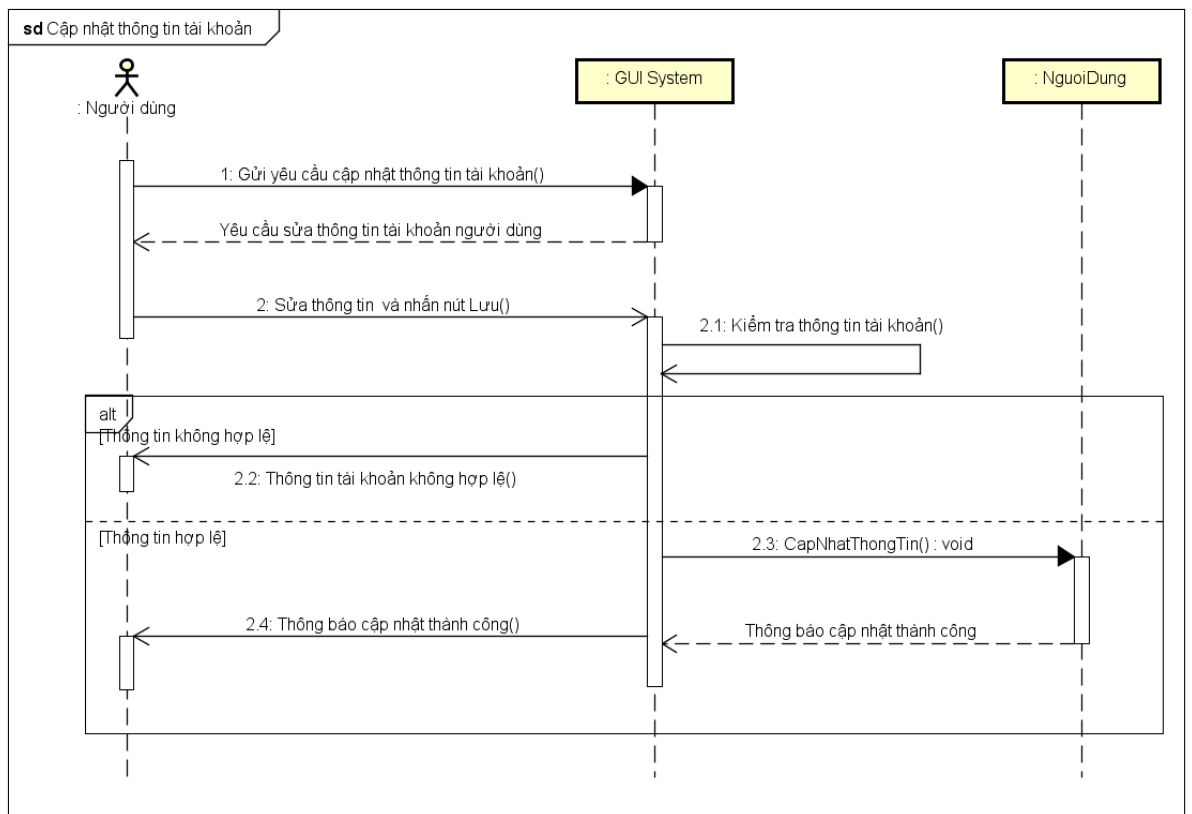 sd Cập nhật thông tin tài khoản
: Người dùng
: GUI System
: NguoiDung
1: Gửi yêu cầu cập nhật thông tin tài khoản()
Yêu cầu sửa thông tin tài khoản người dùng
2: Sửa thông tin và nhấn nút Lưu()
2.1: Kiểm tra thông tin tài khoản()
alt
[Thông tin không hợp lệ]
2.2: Thông tin tài khoản không hợp lệ()
[Thông tin hợp lệ]
2.3: CapNhatThongTin() : void
2.4: Thông báo cập nhật thành công()
Thông báo cập nhật thành công